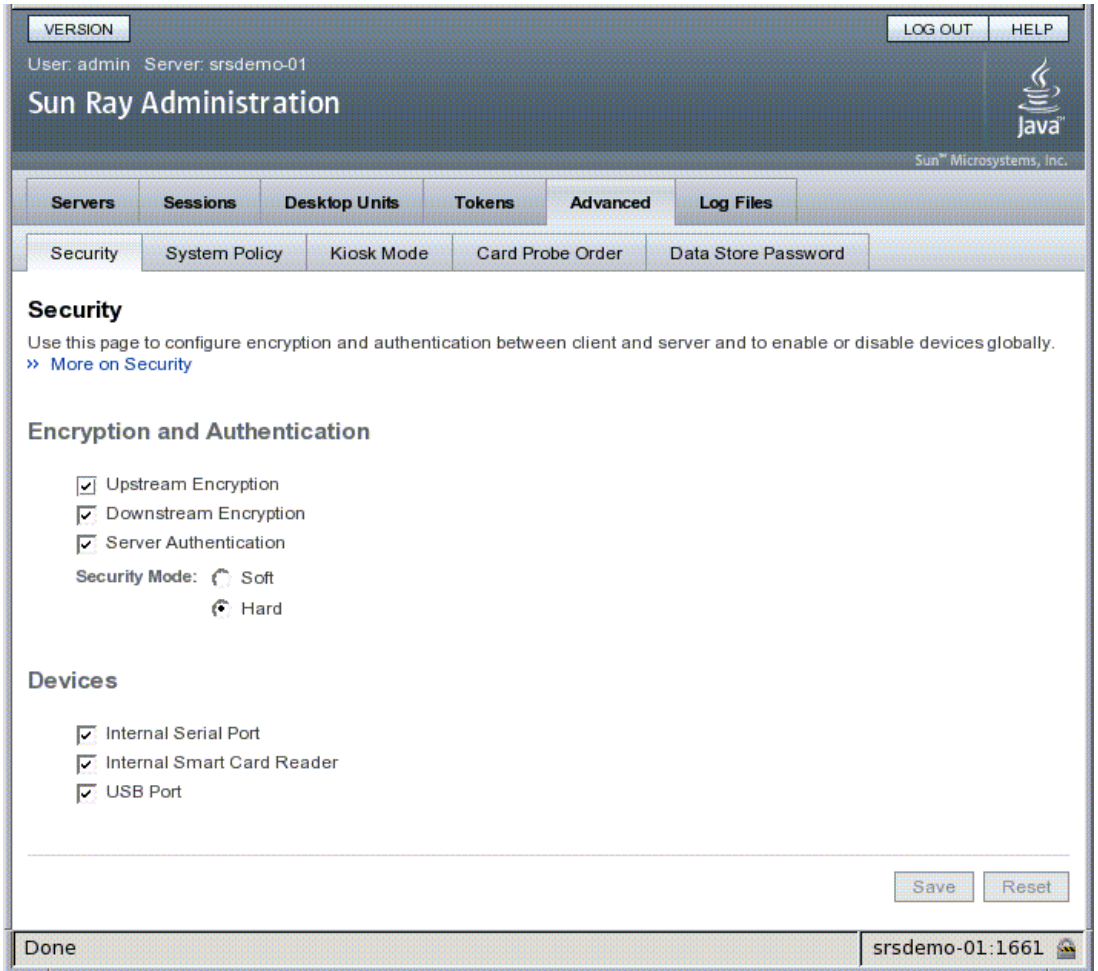 VERSION
LOG OUT HELP
User: admin Server: srsdemo-01
Sun Ray Administration
Java™
Sun™ Microsystems, Inc.
Servers Sessions Desktop Units Tokens Advanced Log Files
Security System Policy Kiosk Mode Card Probe Order Data Store Password
Security
Use this page to configure encryption and authentication between client and server and to enable or disable devices globally.
» More on Security
Encryption and Authentication
Upstream Encryption
Downstream Encryption
Server Authentication
Security Mode: Soft
Hard
Devices
Internal Serial Port
Internal Smart Card Reader
USB Port
Save Reset
Done srsdemo-01:1661